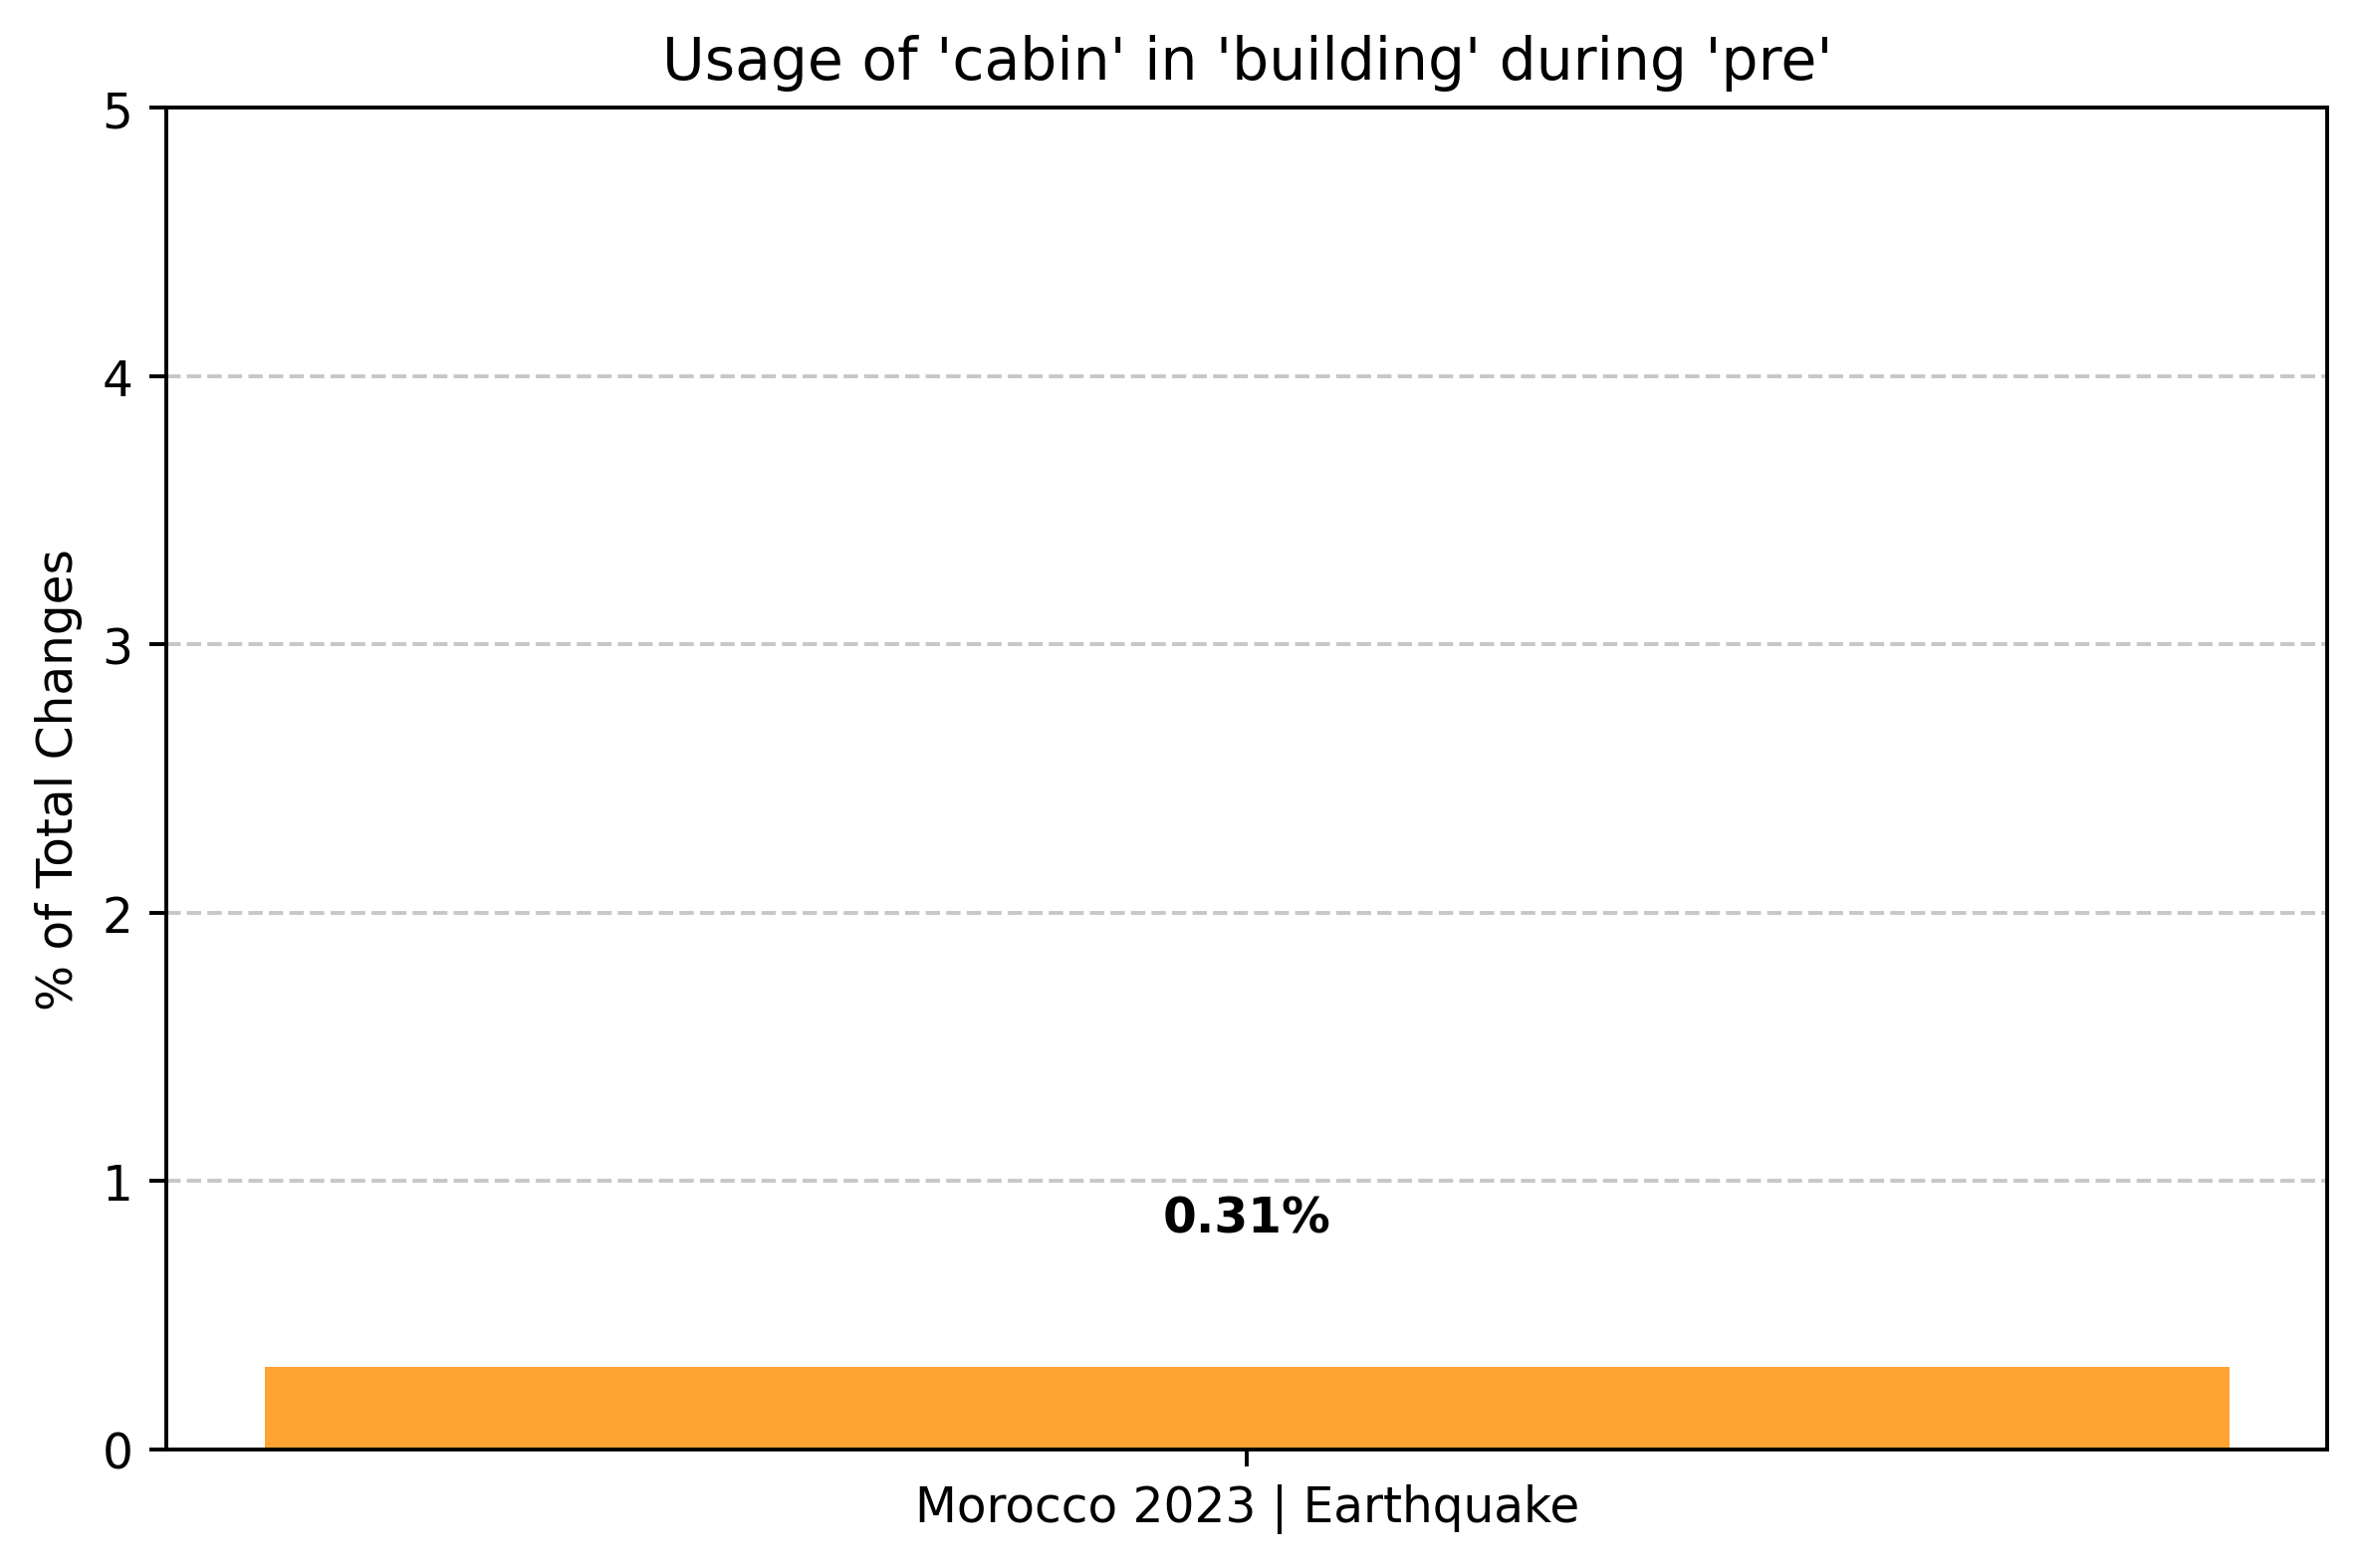 Usage of 'cabin' in 'building' during 'pre'
5
4
3
2
1
0
% of Total Changes
0.31%
Morocco 2023 | Earthquake